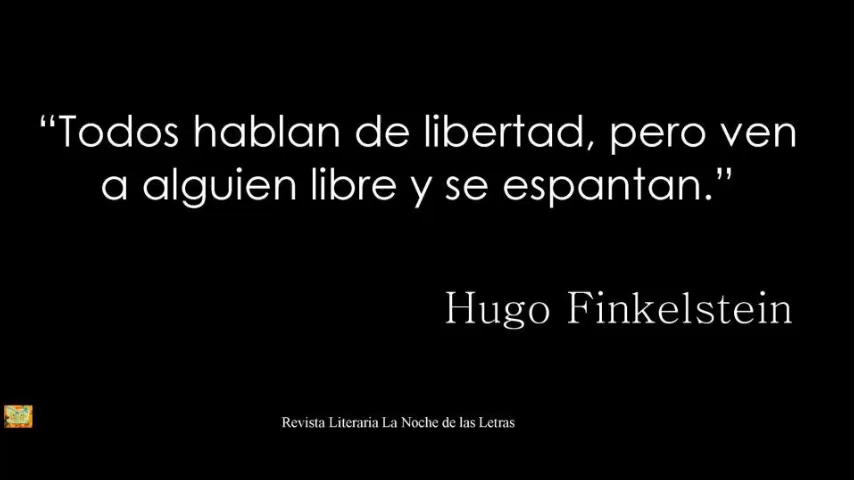 “Todos hablan de libertad, pero ven
a alguien libre y se espantan.”
Hugo Finkelstein
Revista Literaria La Noche de las Letras